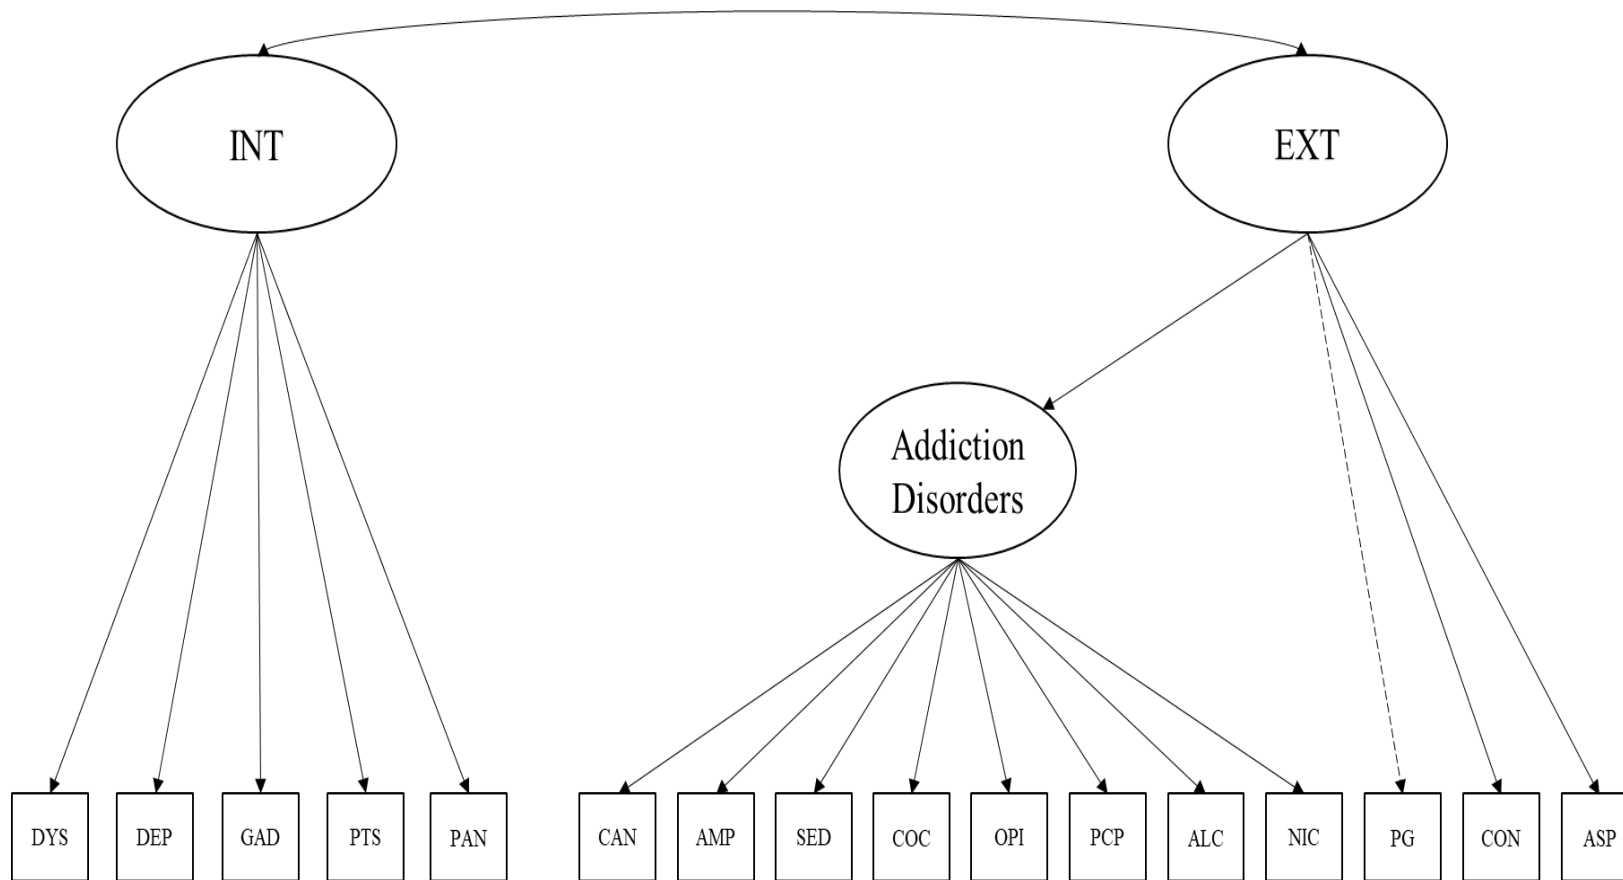 INT
EXT
Addiction
Disorders
DYS
DEP
GAD
PTS
PAN
CAN
AMP
SED
COC
OPI
PCP
ALC
NIC
PG
CON
ASP